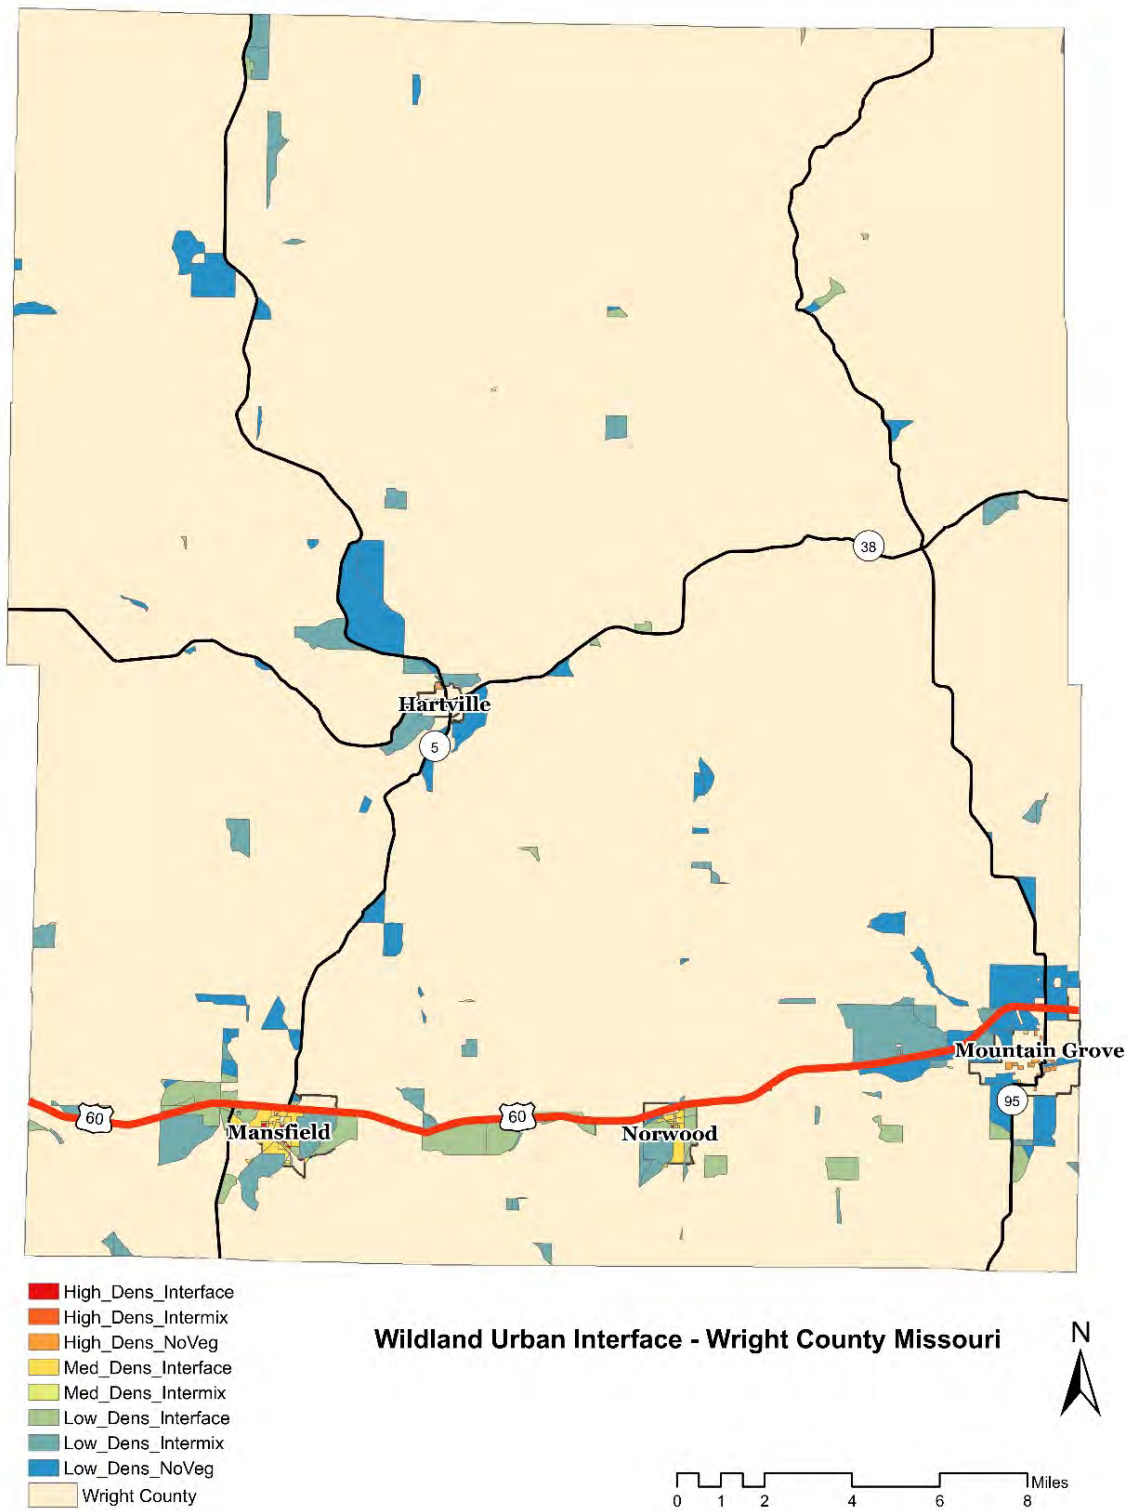 38
Hartville
5
Mountain Grove
60
60
95
Mansfield
Norwood
High_Dens_Interface
High_Dens_Intermix
High_Dens_NoVeg
Med_Dens_Interface
Med_Dens_Intermix
Low_Dens_Interface
Low_Dens_Intermix
Low_Dens_NoVeg
Wright County
Wildland Urban Interface - Wright County Missouri
N
Miles
0 1 2 4 6 8